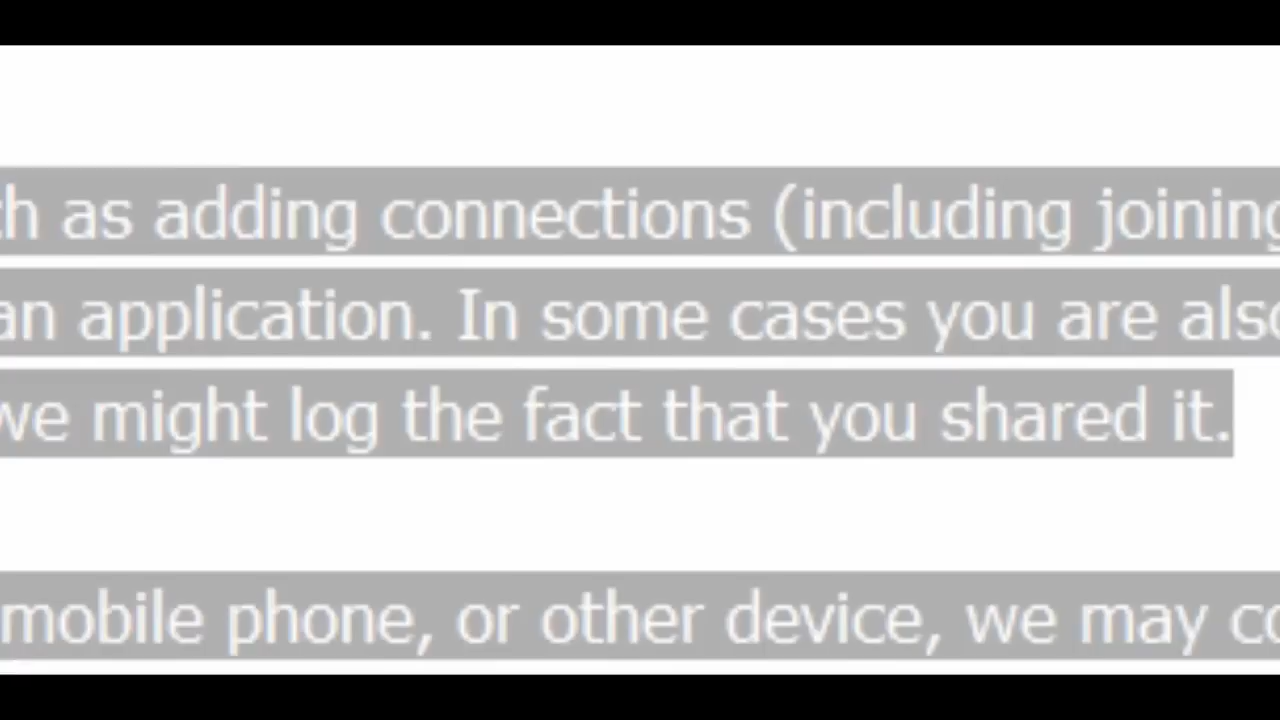 th as adding connections (including joining
an application. In some cases you are also
we might log the fact that you shared it.
mobile phone, or other device, we may co